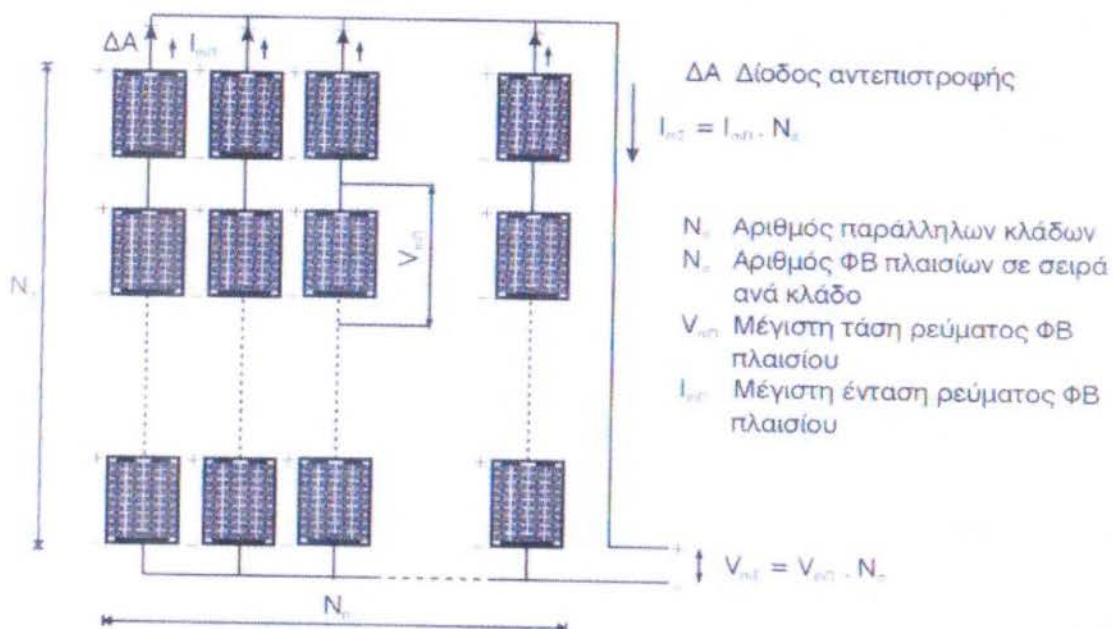 ΔΑ
ΔΑ Δίοδος αντεπιστροφής
Αριθμός παράλληλων κλάδων
Αριθμός ΦΒ πλαισίων σε σειρά
ανά κλάδο
Μέγιστη τάση ρεύματος ΦΒ
πλαισίου
Μέγιστη ένταση ρεύματος ΦΒ
πλαισίου